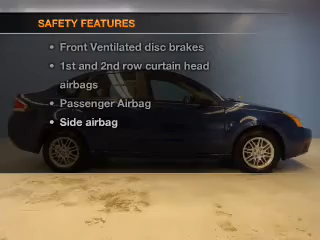 SAFETY FEATURES
• Front Ventilated disc brakes
• 1st and 2nd row curtain head
airbags
• Passenger Airbag
• Side airbag